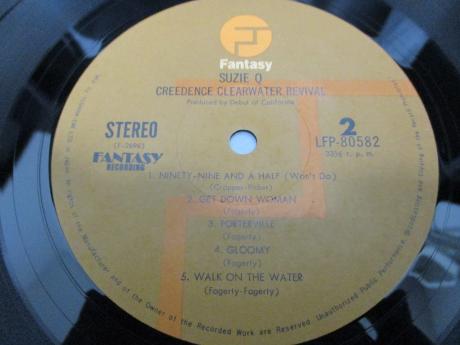 Fantasy
SUZIE Q
CREEDENCE CLEARWATER REVIVAL
Produced by Debut of California
STEREO
(F-2696)
FANTASY
RECORDING
2
LFP-80582
33⅓ r. p. m.
1. NINETY-NINE AND A HALF (Won't Do)
(Cropper-Picket)
2. GET DOWN WOMAN
(Fogerty)
3. PORTERVILLE
(Fogerty)
4. GLOOMY
(Fogerty)
5. WALK ON THE WATER
(Fogerty-Fogerty)
of the Manufacturer and of the Owner of the Recorded Work are Reserved. Unauthorized Public Performance,